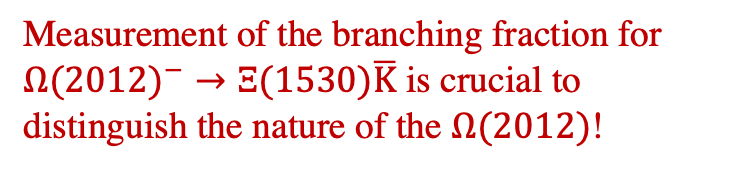 Measurement of the branching fraction for
Ω(2012)⁻ → Ξ(1530)K̅ is crucial to
distinguish the nature of the Ω(2012)!